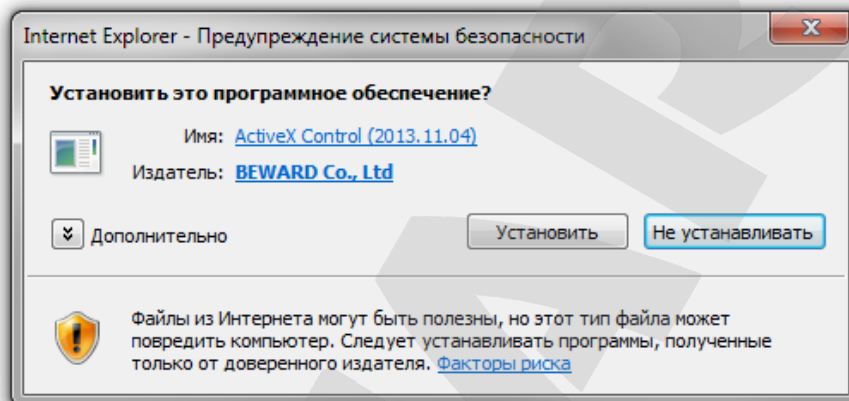 Internet Explorer - Предупреждение системы безопасности
Установить это программное обеспечение?
Имя: ActiveX Control (2013.11.04)
Издатель: BEWARD Co., Ltd
Дополнительно
Установить
Не устанавливать
Файлы из Интернета могут быть полезны, но этот тип файла может
повредить компьютер. Следует устанавливать программы, полученные
только от доверенного издателя. Факторы риска